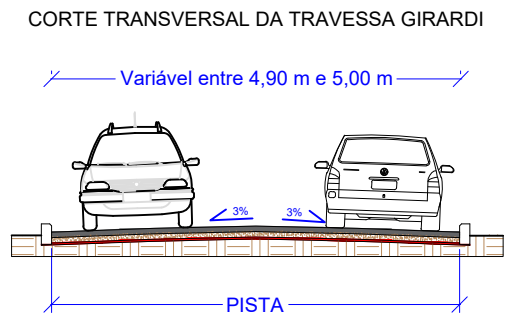 CORTE TRANSVERSAL DA TRAVESSA GIRARDI
Variável entre 4,90 m e 5,00 m
3% 3%
PISTA